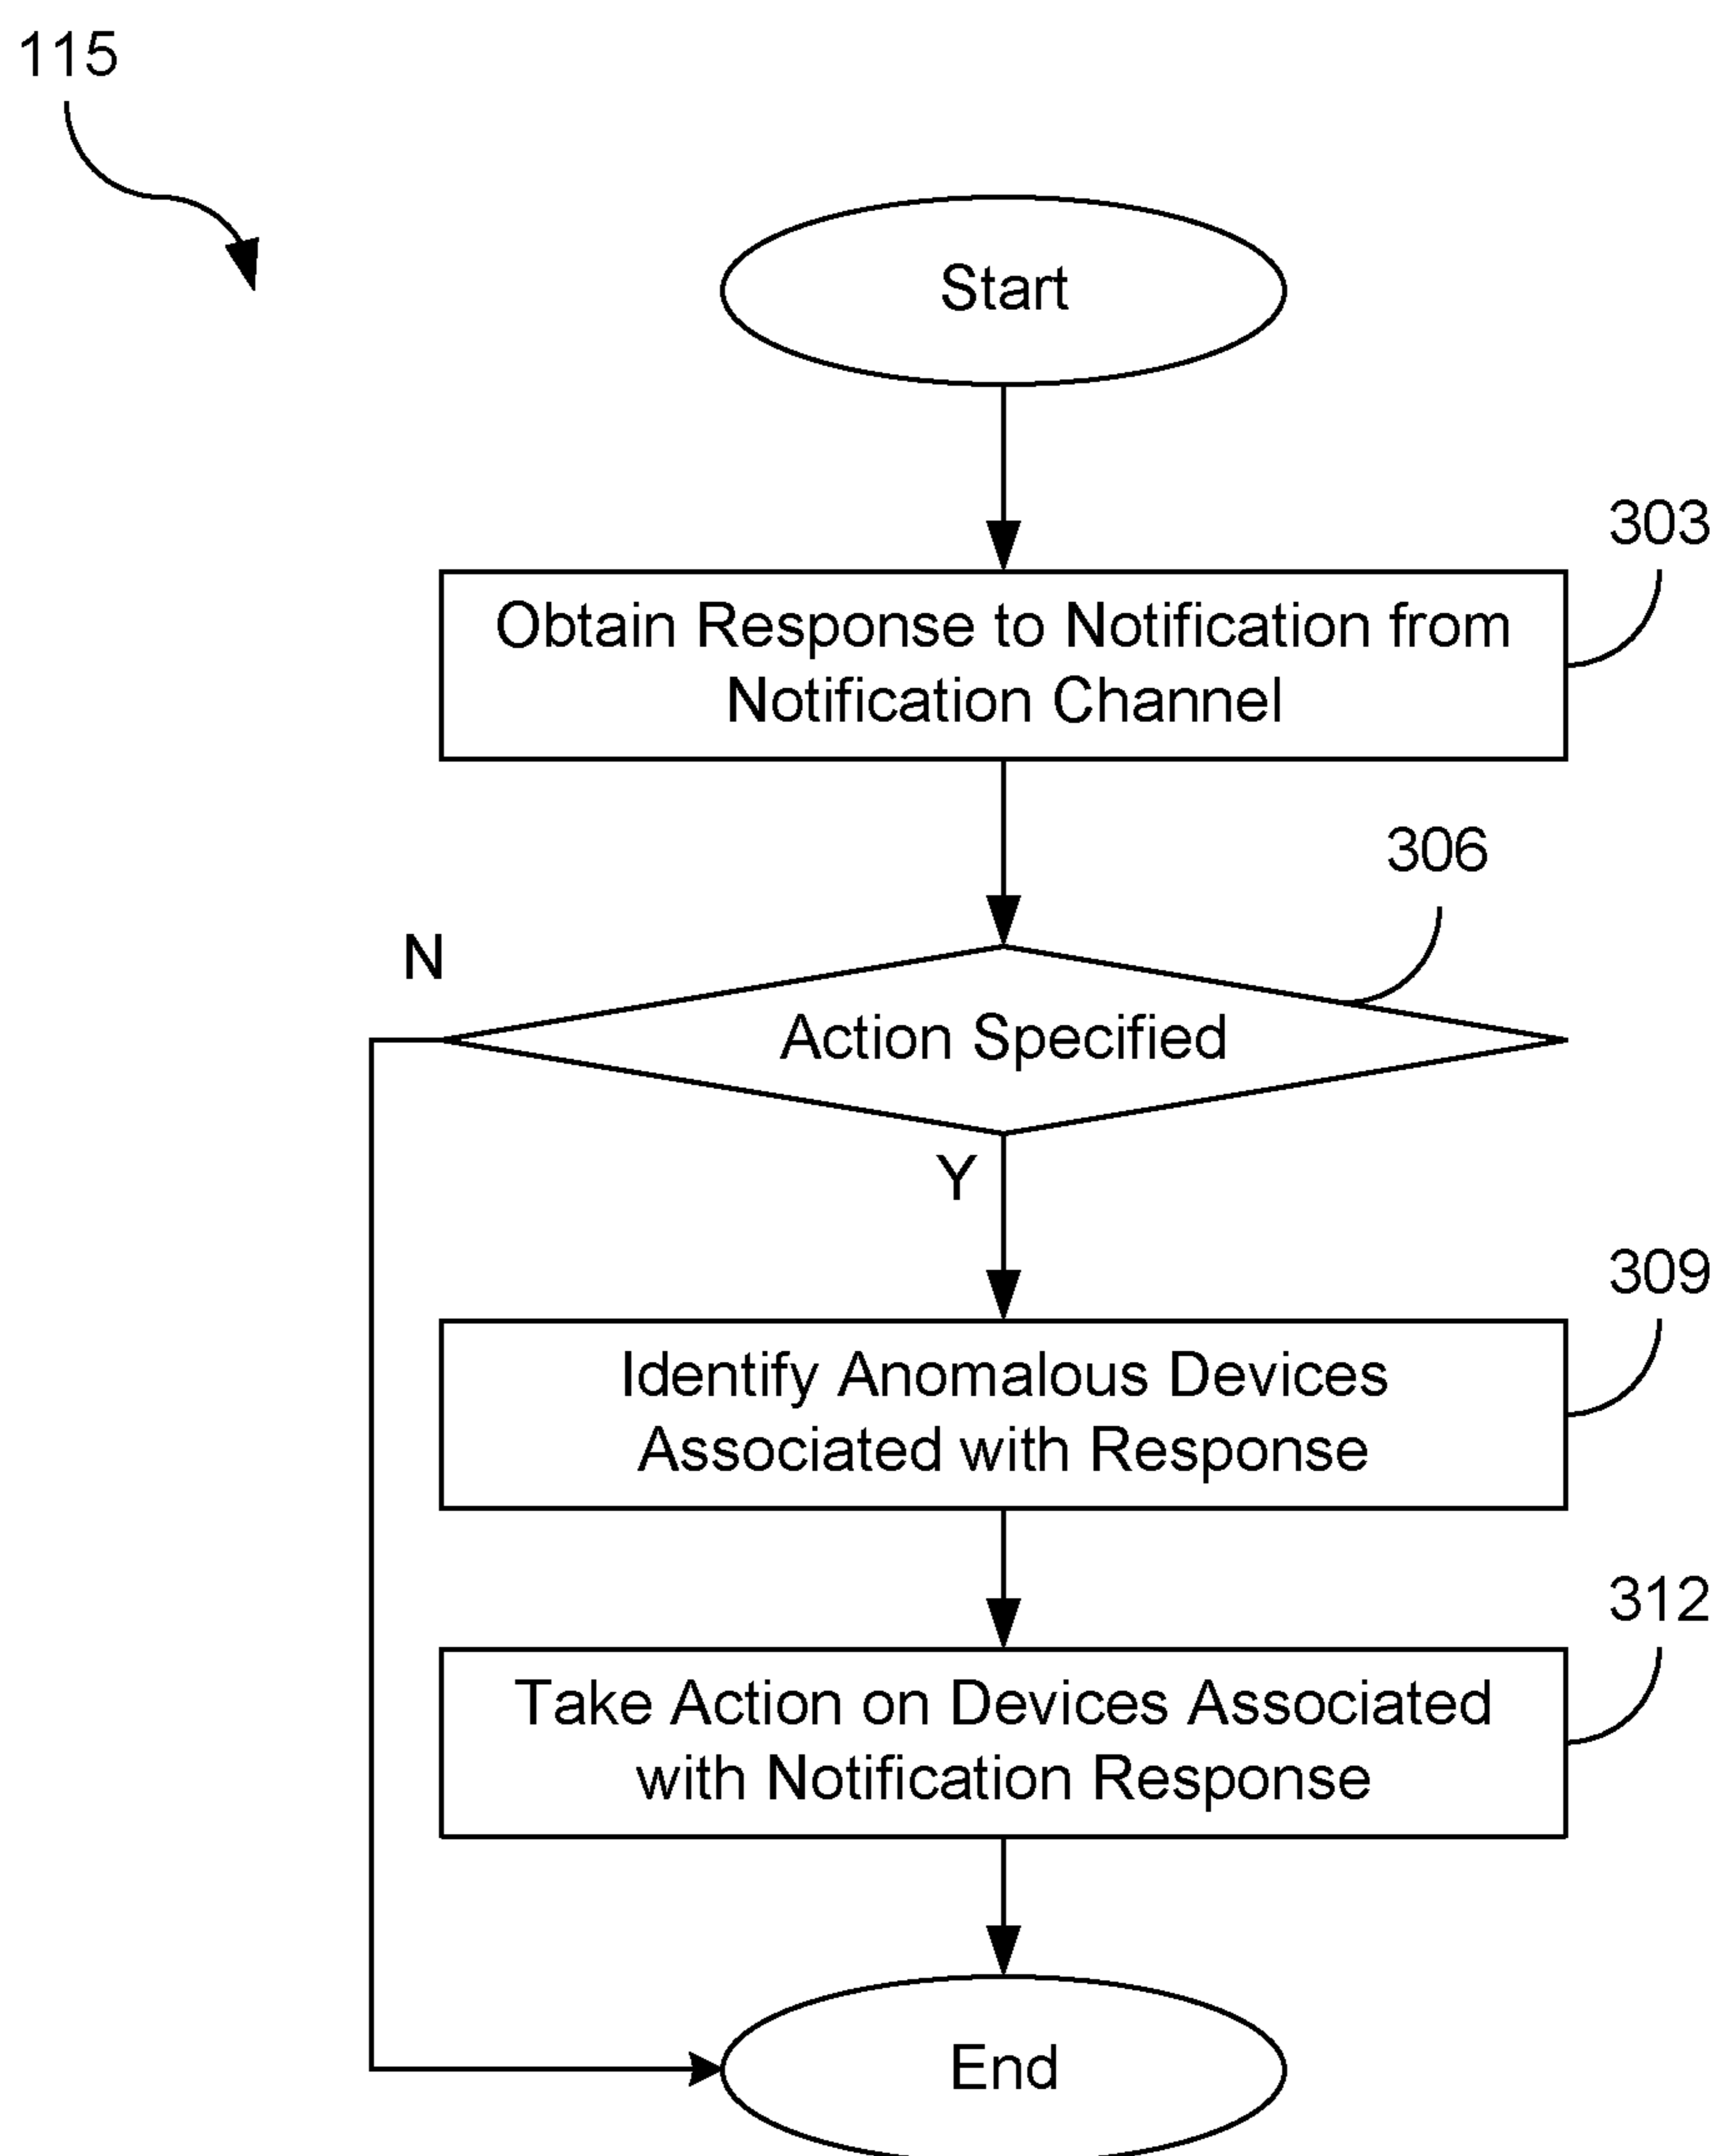 115
Start
303
Obtain Response to Notification from
Notification Channel
306
N
Action Specified
Y
309
Identify Anomalous Devices
Associated with Response
312
Take Action on Devices Associated
with Notification Response
End